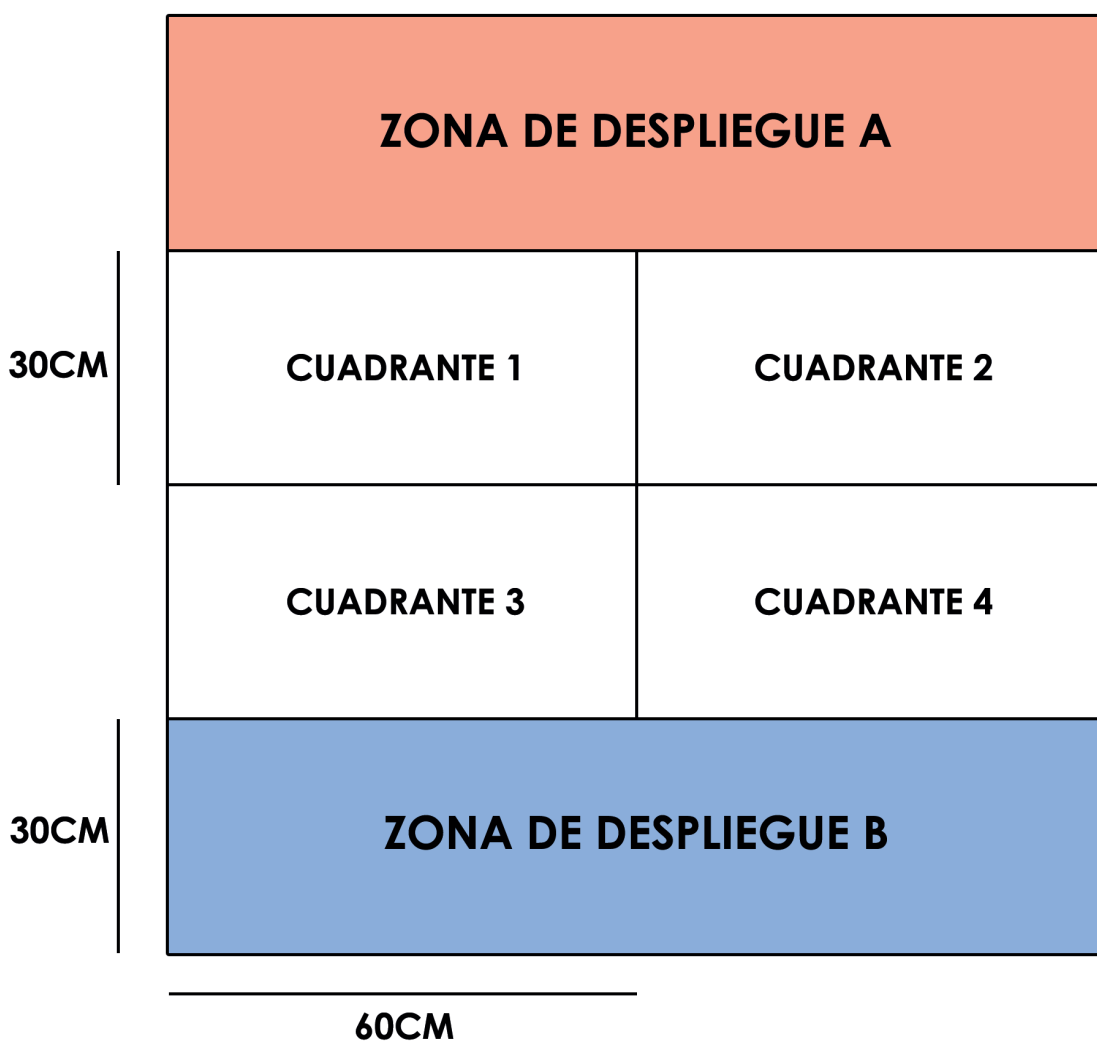 ZONA DE DESPLIEGUE A
30CM
CUADRANTE 1
CUADRANTE 2
CUADRANTE 3
CUADRANTE 4
30CM
ZONA DE DESPLIEGUE B
60CM